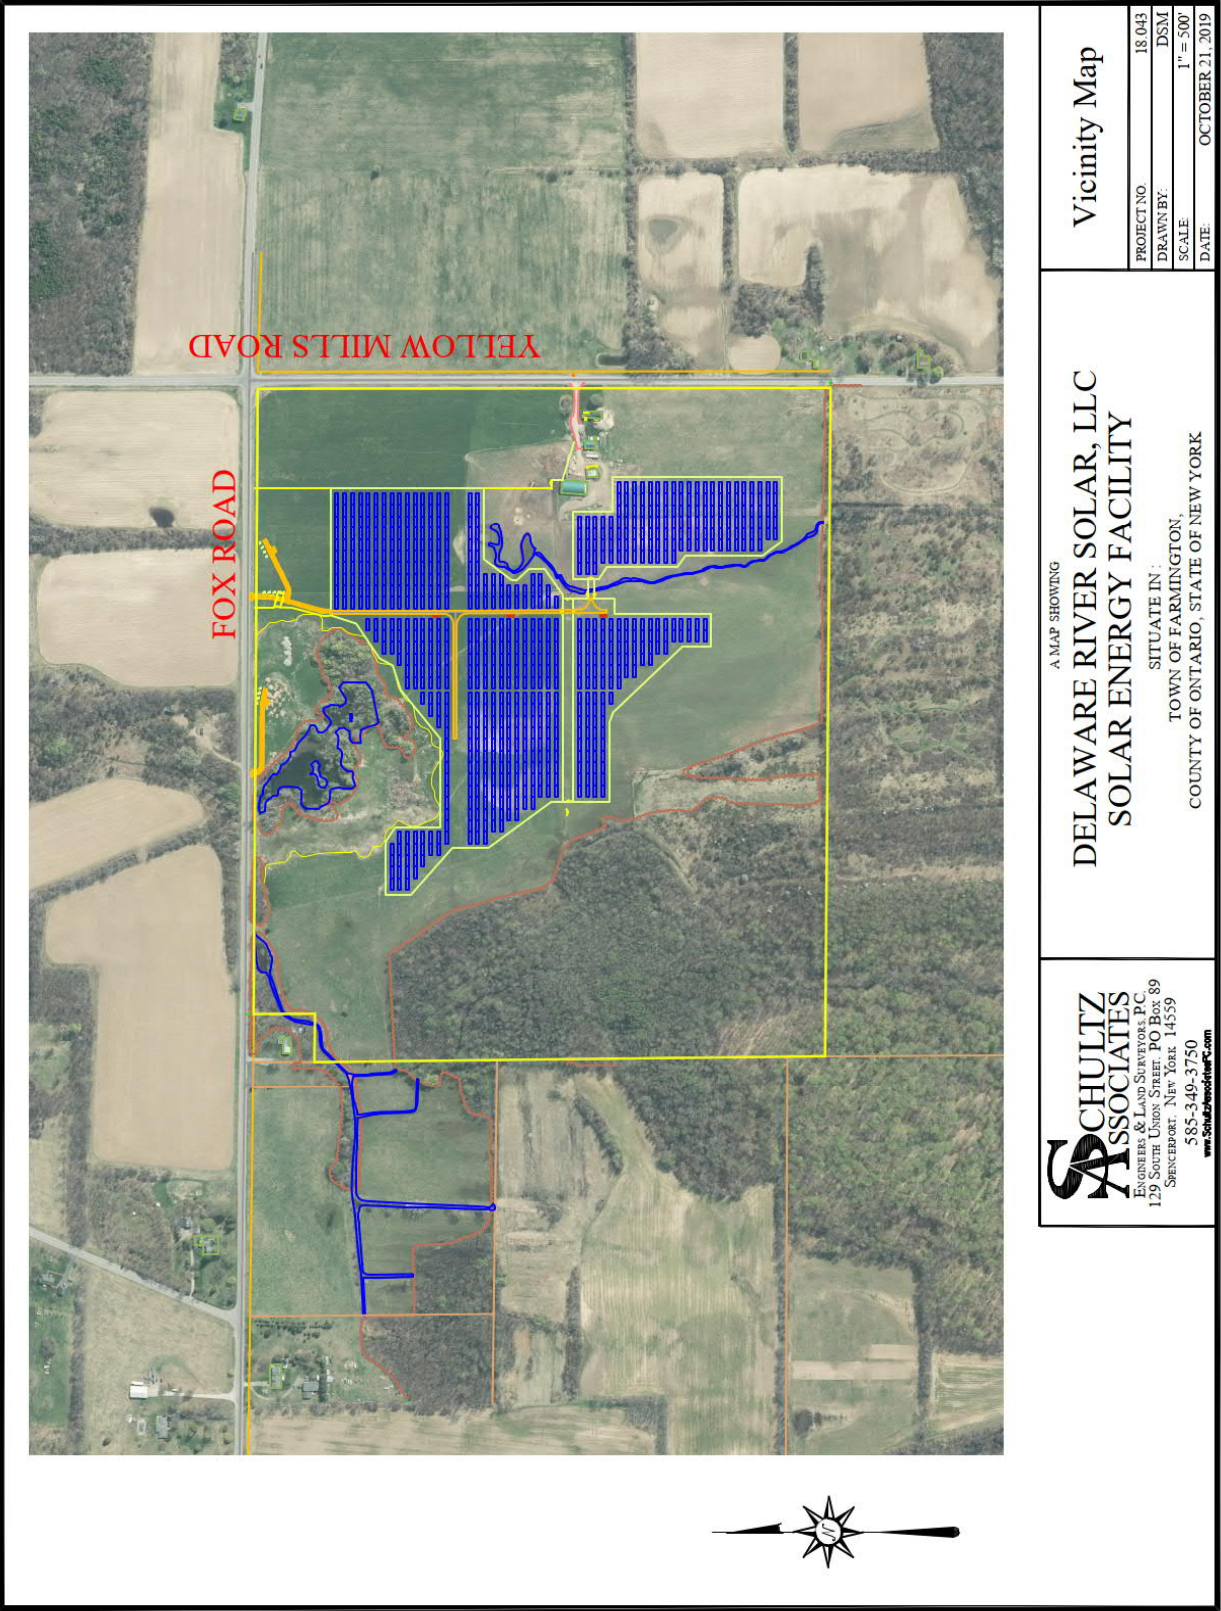 YELLOW MILLS ROAD
FOX ROAD
N
SCHULTZ
ASSOCIATES
ENGINEERS & LAND SURVEYORS, P.C.
129 SOUTH UNION STREET, PO BOX 89
SPENCERPORT, NEW YORK 14559
585-349-3750
www.SchultzAssociatesPC.com
A MAP SHOWING
DELAWARE RIVER SOLAR, LLC
SOLAR ENERGY FACILITY
SITUATE IN :
TOWN OF FARMINGTON,
COUNTY OF ONTARIO, STATE OF NEW YORK
Vicinity Map
PROJECT NO. 18.043
DRAWN BY: DSM
SCALE: 1" = 500'
DATE: OCTOBER 21, 2019